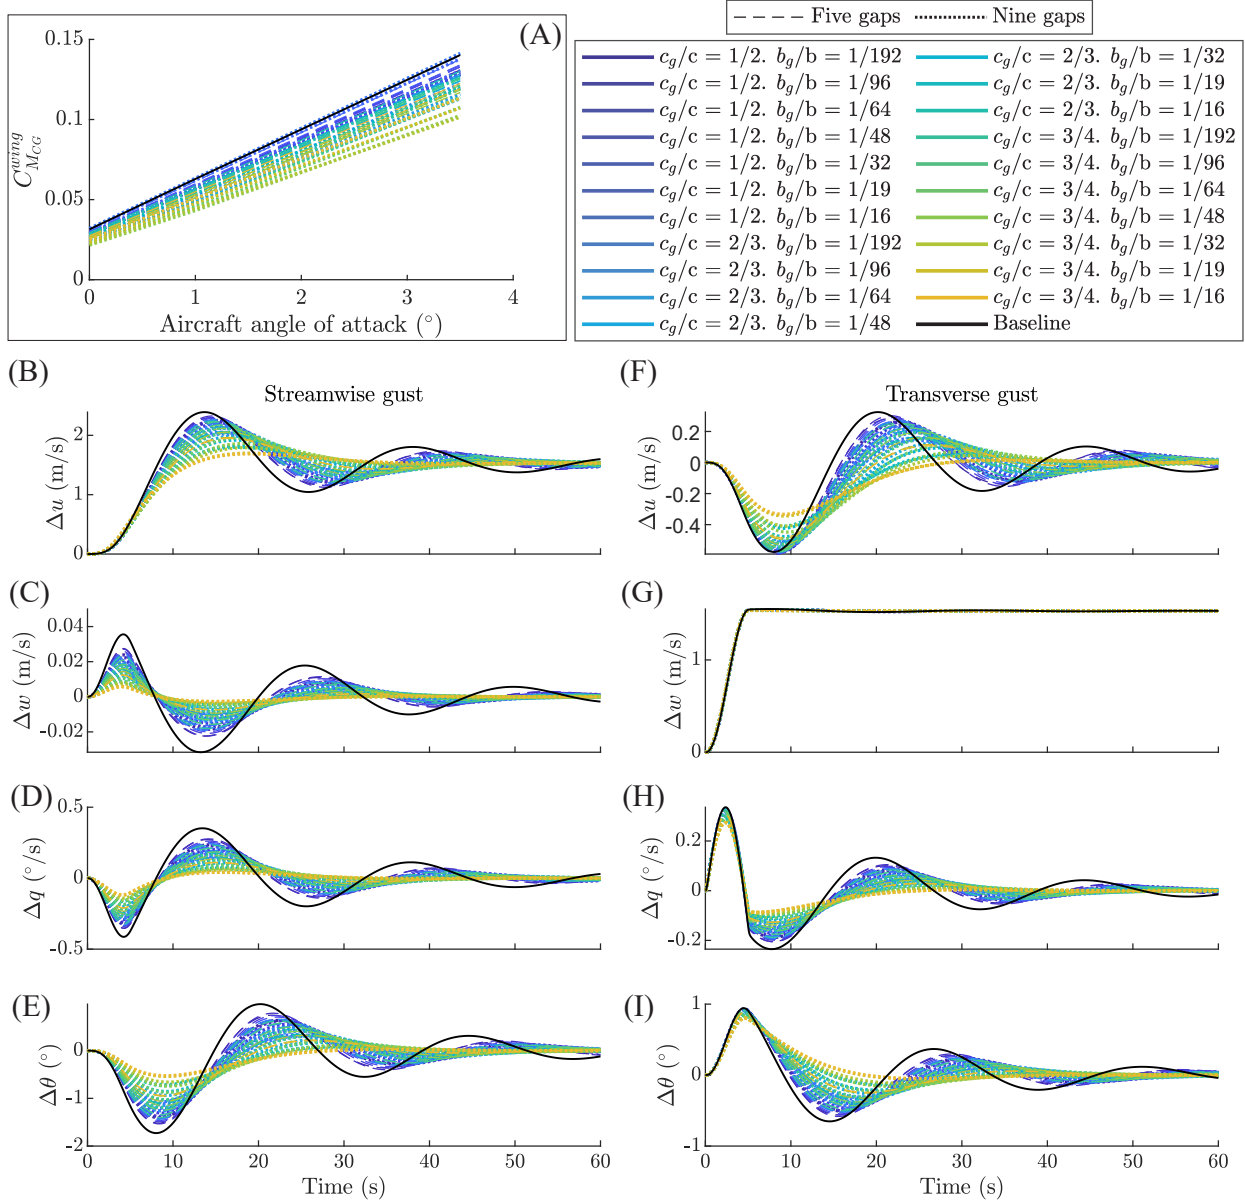 (A)
0.15
0.1
0.05
0
0 1 2 3 4
C_{M_{CG}}^{wing}
Aircraft angle of attack (°)
Five gaps Nine gaps
c_g/c = 1/2. b_g/b = 1/192
c_g/c = 1/2. b_g/b = 1/96
c_g/c = 1/2. b_g/b = 1/64
c_g/c = 1/2. b_g/b = 1/48
c_g/c = 1/2. b_g/b = 1/32
c_g/c = 1/2. b_g/b = 1/19
c_g/c = 1/2. b_g/b = 1/16
c_g/c = 2/3. b_g/b = 1/192
c_g/c = 2/3. b_g/b = 1/96
c_g/c = 2/3. b_g/b = 1/64
c_g/c = 2/3. b_g/b = 1/48
c_g/c = 2/3. b_g/b = 1/32
c_g/c = 2/3. b_g/b = 1/19
c_g/c = 2/3. b_g/b = 1/16
c_g/c = 3/4. b_g/b = 1/192
c_g/c = 3/4. b_g/b = 1/96
c_g/c = 3/4. b_g/b = 1/64
c_g/c = 3/4. b_g/b = 1/48
c_g/c = 3/4. b_g/b = 1/32
c_g/c = 3/4. b_g/b = 1/19
c_g/c = 3/4. b_g/b = 1/16
Baseline
(B)
Streamwise gust
2
1
0
Δu (m/s)
(C)
0.04
0.02
0
-0.02
Δw (m/s)
(D)
0.5
0
-0.5
Δq (°/s)
(E)
0
-1
-2
Δθ (°)
0 10 20 30 40 50 60
Time (s)
(F)
Transverse gust
0.2
0
-0.2
-0.4
Δu (m/s)
(G)
1
0
Δw (m/s)
(H)
0.2
0
-0.2
Δq (°/s)
(I)
1
0
-1
Δθ (°)
0 10 20 30 40 50 60
Time (s)